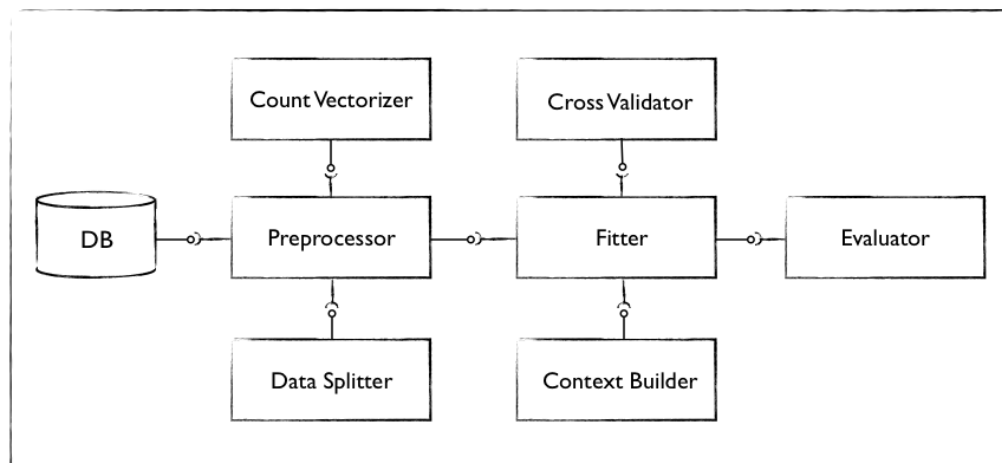 Count Vectorizer
Cross Validator
DB
Preprocessor
Fitter
Evaluator
Data Splitter
Context Builder